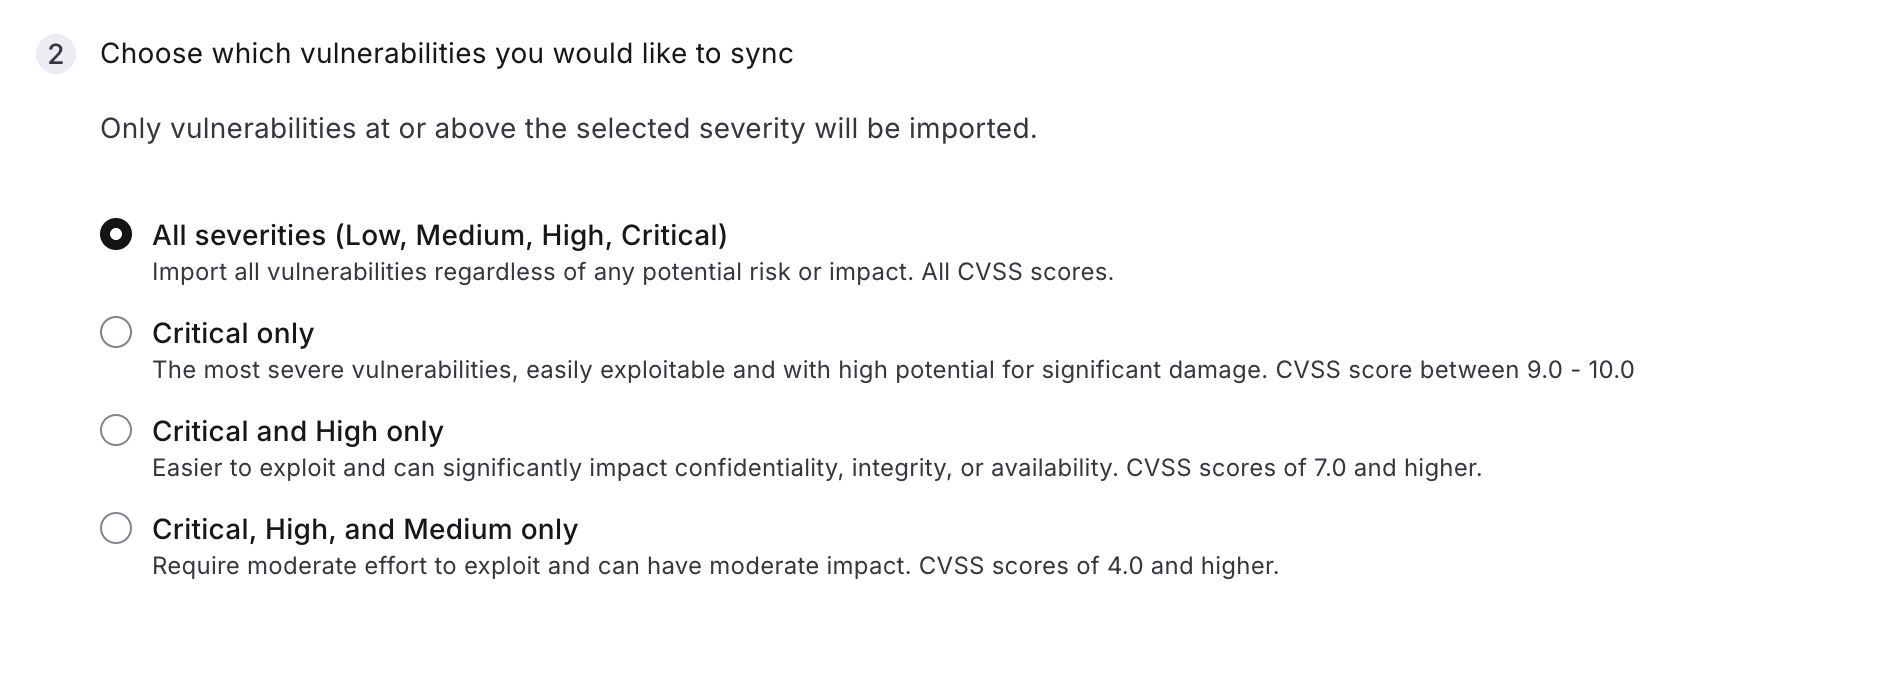 2 Choose which vulnerabilities you would like to sync
Only vulnerabilities at or above the selected severity will be imported.
All severities (Low, Medium, High, Critical)
Import all vulnerabilities regardless of any potential risk or impact. All CVSS scores.
Critical only
The most severe vulnerabilities, easily exploitable and with high potential for significant damage. CVSS score between 9.0 - 10.0
Critical and High only
Easier to exploit and can significantly impact confidentiality, integrity, or availability. CVSS scores of 7.0 and higher.
Critical, High, and Medium only
Require moderate effort to exploit and can have moderate impact. CVSS scores of 4.0 and higher.